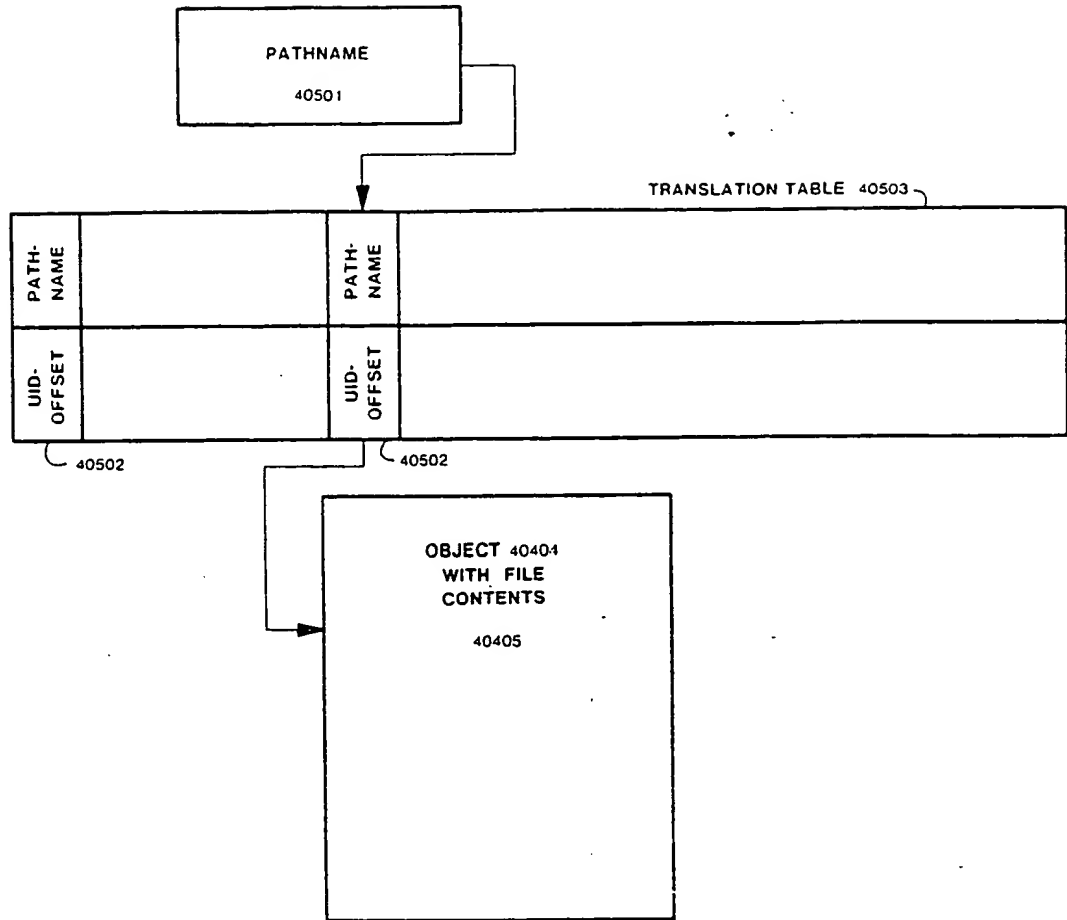 PATHNAME
40501
TRANSLATION TABLE 40503
PATH-
NAME
PATH-
NAME
UID-
OFFSET
UID-
OFFSET
40502
40502
OBJECT 40404
WITH FILE
CONTENTS
40405